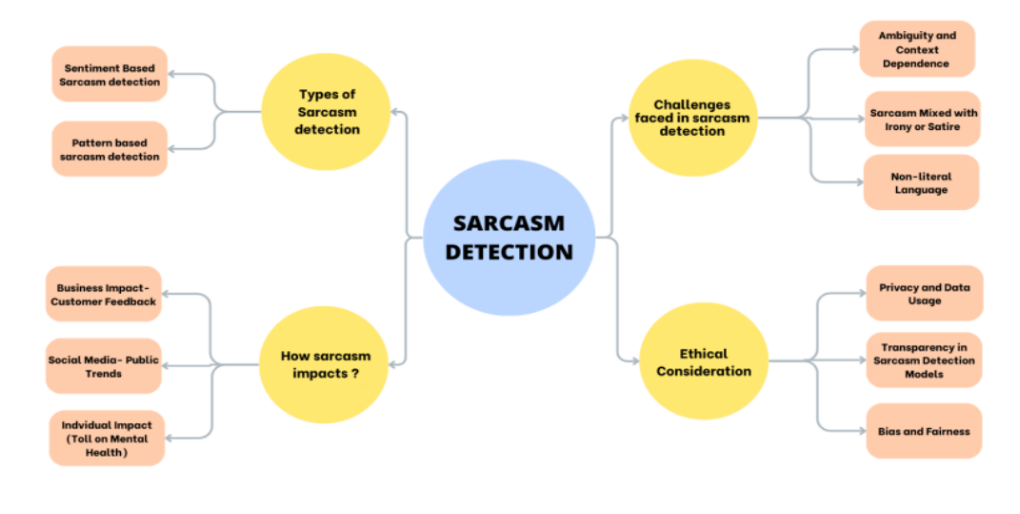 SARCASM
DETECTION
Types of
Sarcasm
detection
Sentiment Based
Sarcasm detection
Pattern based
sarcasm detection
How sarcasm
impacts ?
Business Impact-
Customer Feedback
Social Media- Public
Trends
Indvidual Impact
(Toll on Mental
Health)
Challenges
faced in sarcasm
detection
Ambiguity and
Context
Dependence
Sarcasm Mixed with
Irony or Satire
Non-literal
Language
Ethical
Consideration
Privacy and Data
Usage
Transparency in
Sarcasm Detection
Models
Bias and Fairness